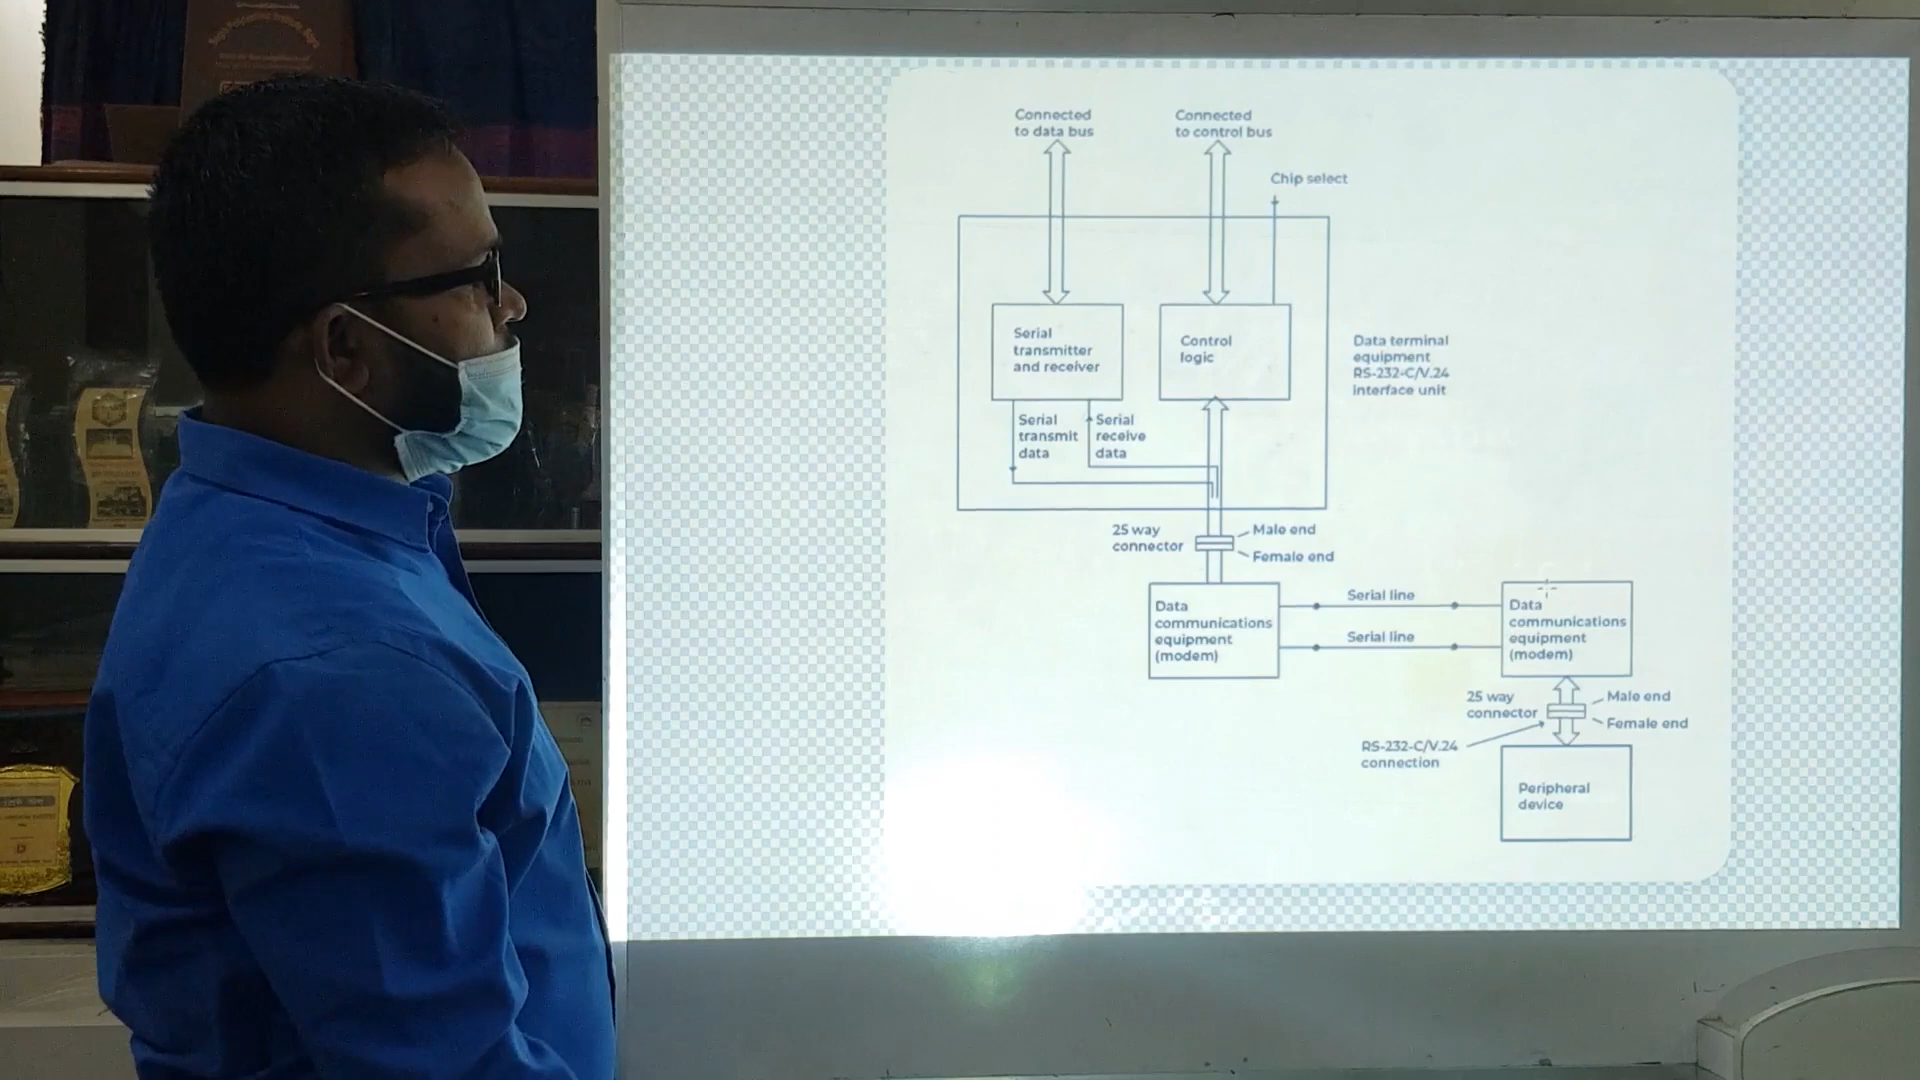 Connected
to data bus
Connected
to control bus
Chip select
Serial
transmitter
and receiver
Control
logic
Data terminal
equipment
RS-232-C/V.24
interface unit
Serial
transmit
data
Serial
receive
data
25 way
connector
Male end
Female end
Data
communications
equipment
(modem)
Serial line
Serial line
Data
communications
equipment
(modem)
25 way
connector
Male end
Female end
RS-232-C/V.24
connection
Peripheral
device